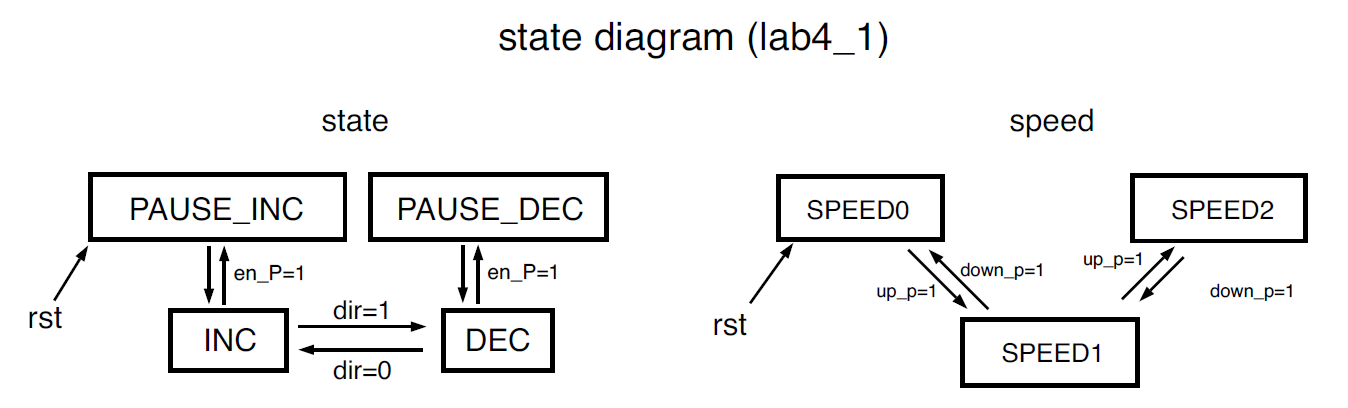 state diagram (lab4_1)
state
PAUSE_INC
PAUSE_DEC
en_P=1
en_P=1
rst
INC
dir=1
dir=0
DEC
speed
SPEED0
SPEED2
down_p=1
up_p=1
up_p=1
down_p=1
rst
SPEED1